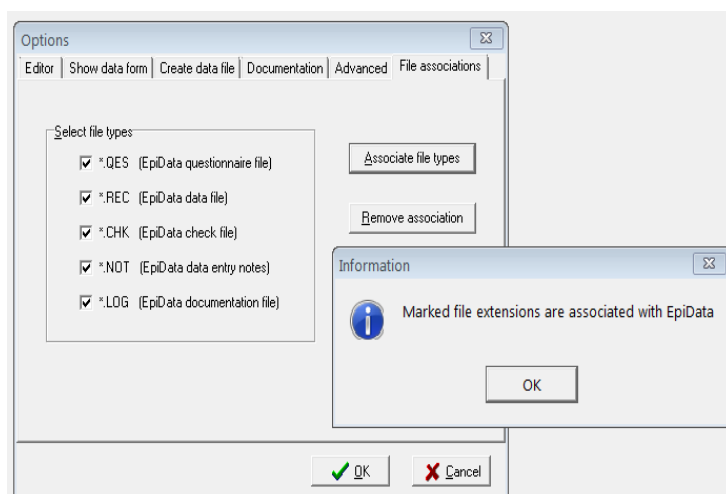 Options
Editor Show data form Create data file Documentation Advanced File associations
Select file types
*.QES (EpiData questionnaire file)
*.REC (EpiData data file)
*.CHK (EpiData check file)
*.NOT (EpiData data entry notes)
*.LOG (EpiData documentation file)
Associate file types
Remove association
Information
Marked file extensions are associated with EpiData
OK
OK
Cancel